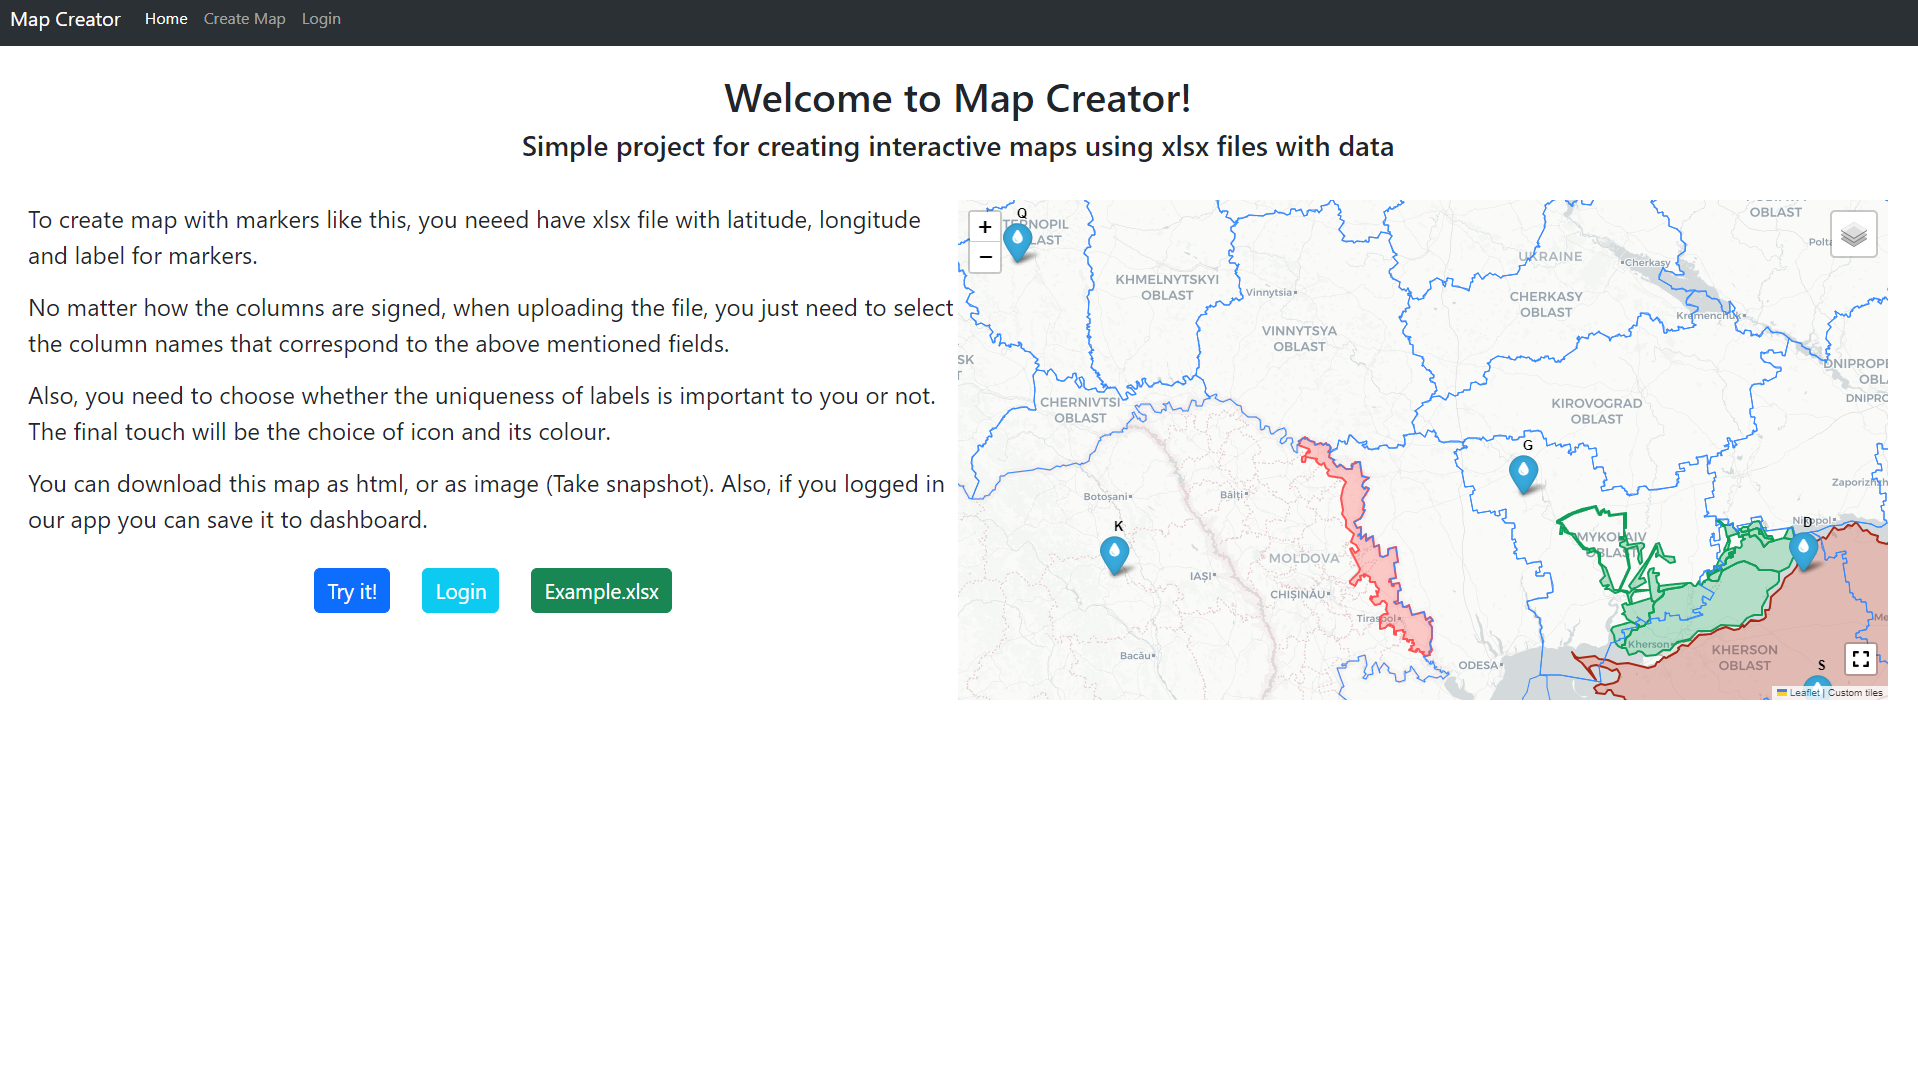 Map Creator Home Create Map Login
Welcome to Map Creator!
Simple project for creating interactive maps using xlsx files with data
To create map with markers like this, you neeed have xlsx file with latitude, longitude
and label for markers.
No matter how the columns are signed, when uploading the file, you just need to select
the column names that correspond to the above mentioned fields.
Also, you need to choose whether the uniqueness of labels is important to you or not.
The final touch will be the choice of icon and its colour.
You can download this map as html, or as image (Take snapshot). Also, if you logged in
our app you can save it to dashboard.
Try it! Login Example.xlsx
+
−
Q
OBLAST
UKRAINE
Cherkasy
KHMELNYTSKYI
OBLAST
Vinnytsia
CHERKASY
OBLAST
Kremenchuk
VINNYTSYA
OBLAST
SK
CHERNIVTSI
OBLAST
KIROVOGRAD
OBLAST
G
Botoșani
Bălți
K
D
MYKOLAIV
OBLAST
MOLDOVA
IAȘI
CHIȘINĂU
Tiraspol
Kherson
KHERSON
OBLAST
Bacău
ODESA
S
Leaflet | Custom tiles